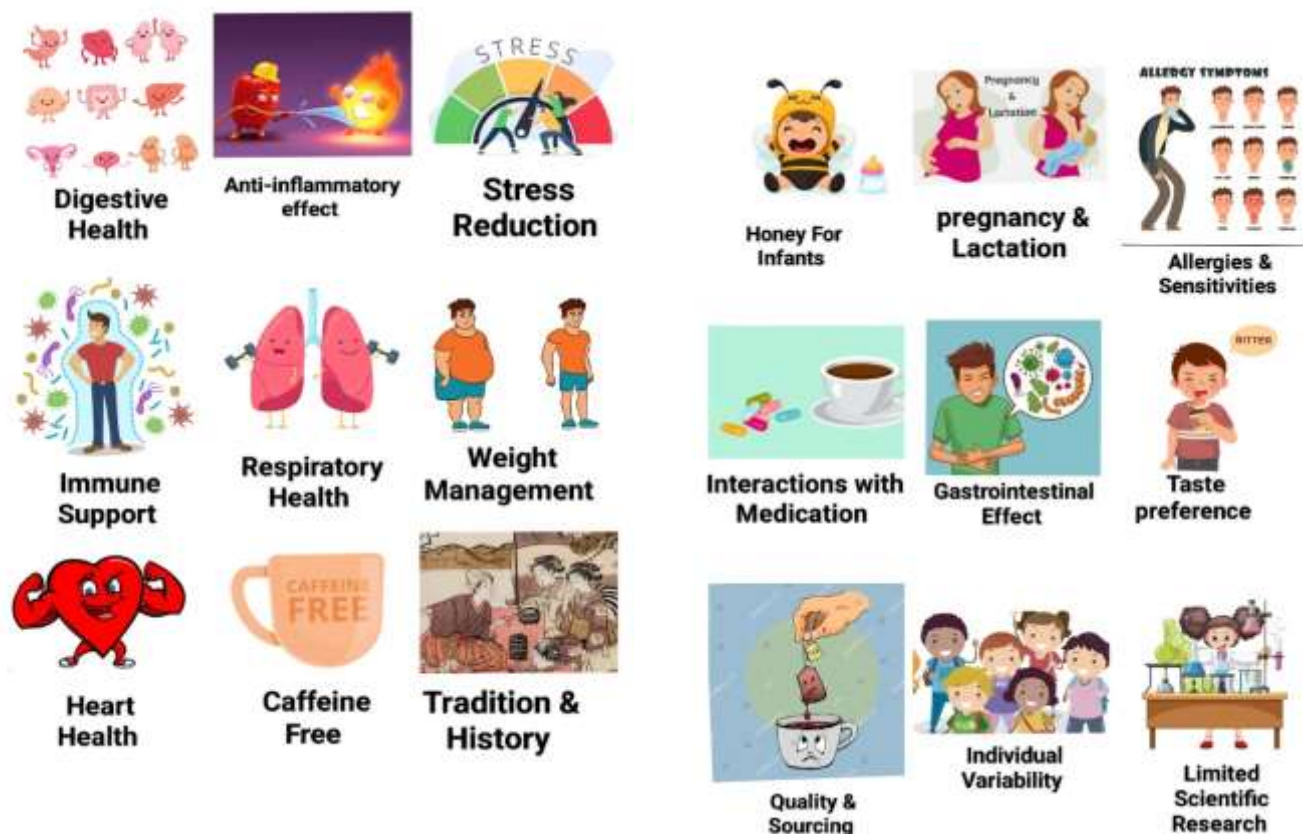 STRESS
Digestive
Health
Anti-inflammatory
effect
Stress
Reduction
Immune
Support
Respiratory
Health
Weight
Management
CAFFEINE
FREE
Heart
Health
Caffeine
Free
Tradition &
History
Honey For
Infants
Pregnancy
&
Lactation
pregnancy &
Lactation
ALLERGY SYMPTOMS
Allergies &
Sensitivities
Interactions with
Medication
Gastrointestinal
Effect
BITTER
Taste
preference
Quality &
Sourcing
Individual
Variability
Limited
Scientific
Research